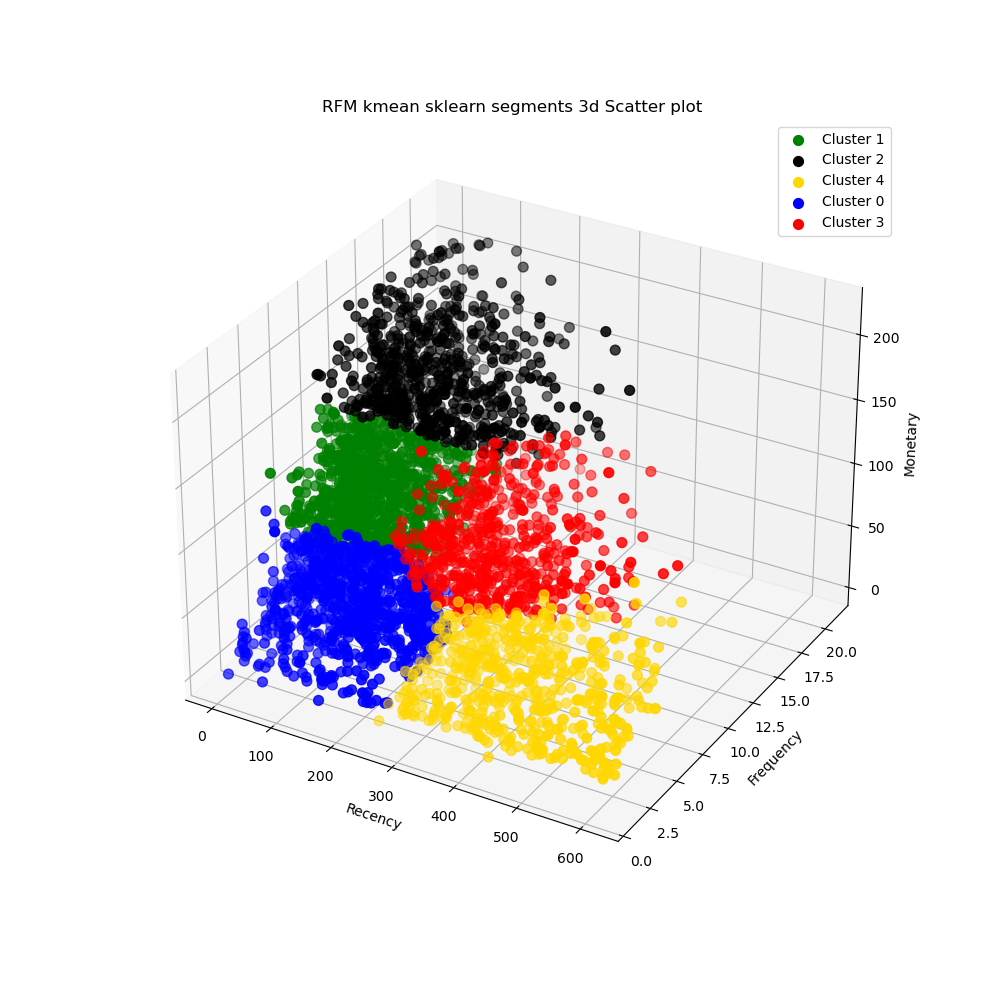 RFM kmean sklearn segments 3d Scatter plot
Cluster 1
Cluster 2
Cluster 4
Cluster 0
Cluster 3
200
150
100
50
0
Monetary
20.0
17.5
15.0
12.5
10.0
7.5
5.0
2.5
0.0
Frequency
0
100
200
300
400
500
600
Recency